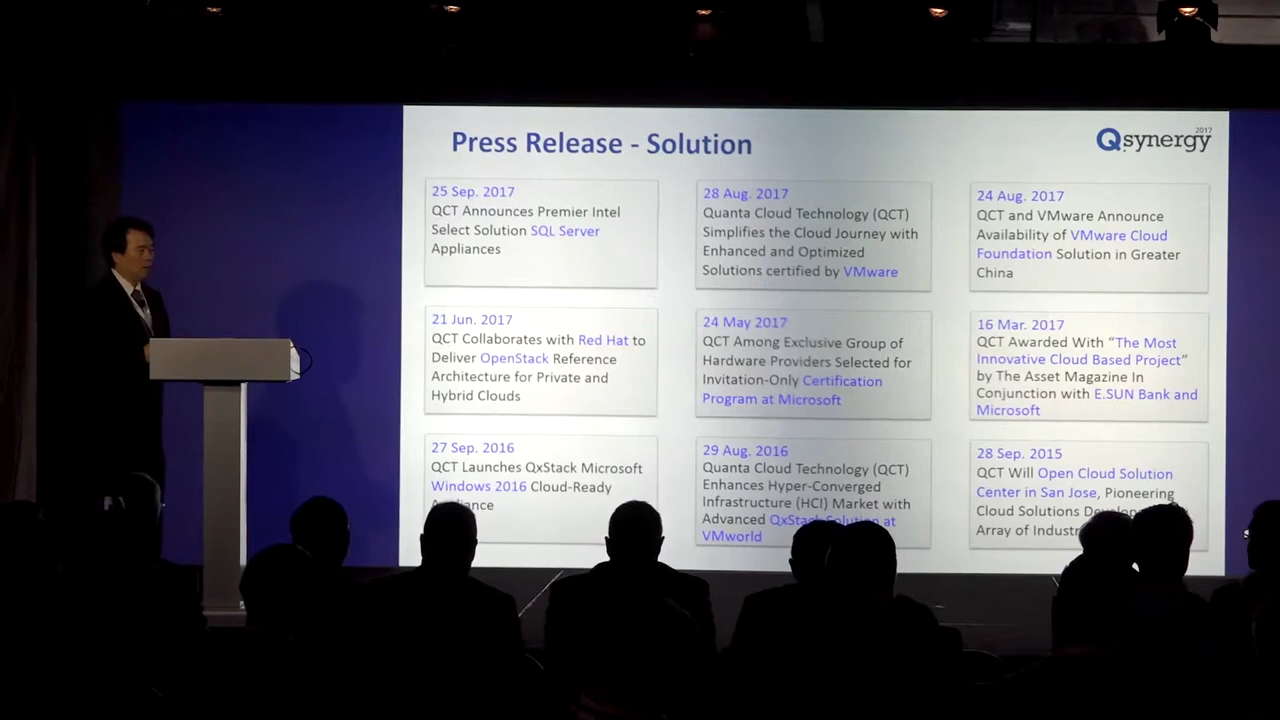 Press Release - Solution
Qsynergy 2017
25 Sep. 2017
QCT Announces Premier Intel
Select Solution SQL Server
Appliances
28 Aug. 2017
Quanta Cloud Technology (QCT)
Simplifies the Cloud Journey with
Enhanced and Optimized
Solutions certified by VMware
24 Aug. 2017
QCT and VMware Announce
Availability of VMware Cloud
Foundation Solution in Greater
China
21 Jun. 2017
QCT Collaborates with Red Hat to
Deliver OpenStack Reference
Architecture for Private and
Hybrid Clouds
24 May 2017
QCT Among Exclusive Group of
Hardware Providers Selected for
Invitation-Only Certification
Program at Microsoft
16 Mar. 2017
QCT Awarded With “The Most
Innovative Cloud Based Project”
by The Asset Magazine In
Conjunction with E.SUN Bank and
Microsoft
27 Sep. 2016
QCT Launches QxStack Microsoft
Windows 2016 Cloud-Ready
29 Aug. 2016
Quanta Cloud Technology (QCT)
Enhances Hyper-Converged
Infrastructure (HCI) Market with
Advanced QxStack Solution at
VMworld
28 Sep. 2015
QCT Will Open Cloud Solution
Center in San Jose, Pioneering
Cloud Solutions
Array of